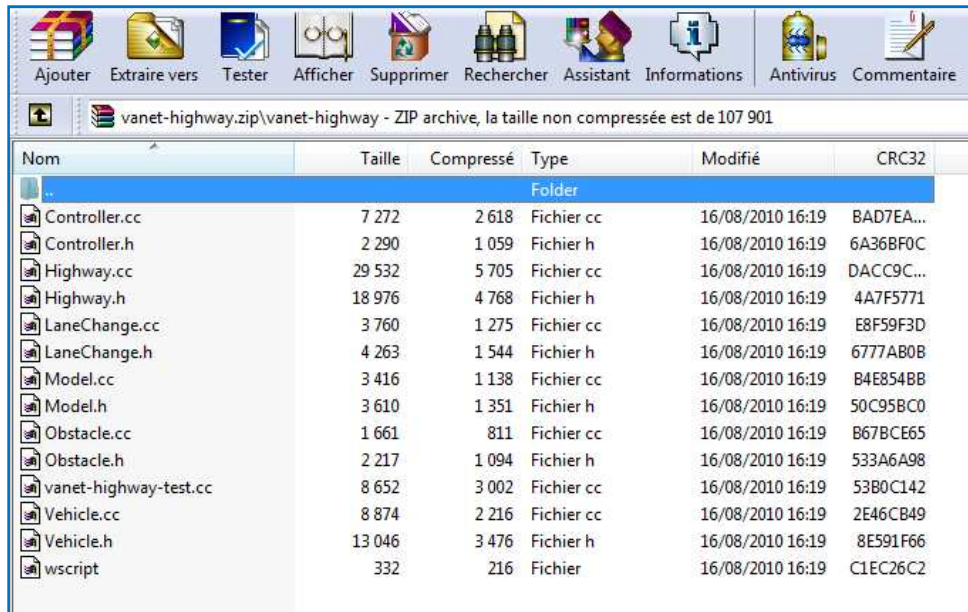 Ajouter Extraire vers Tester Afficher Supprimer Rechercher Assistant Informations Antivirus Commentaire
vanet-highway.zip\vanet-highway - ZIP archive, la taille non compressée est de 107 901
Nom Taille Compressé Type Modifié CRC32
.. Folder
Controller.cc 7 272 2 618 Fichier cc 16/08/2010 16:19 BAD7EA...
Controller.h 2 290 1 059 Fichier h 16/08/2010 16:19 6A36BF0C
Highway.cc 29 532 5 705 Fichier cc 16/08/2010 16:19 DACC9C...
Highway.h 18 976 4 768 Fichier h 16/08/2010 16:19 4A7F5771
LaneChange.cc 3 760 1 275 Fichier cc 16/08/2010 16:19 E8F59F3D
LaneChange.h 4 263 1 544 Fichier h 16/08/2010 16:19 6777AB0B
Model.cc 3 416 1 138 Fichier cc 16/08/2010 16:19 B4E854BB
Model.h 3 610 1 351 Fichier h 16/08/2010 16:19 50C95BC0
Obstacle.cc 1 661 811 Fichier cc 16/08/2010 16:19 B67BCE65
Obstacle.h 2 217 1 094 Fichier h 16/08/2010 16:19 533A6A98
vanet-highway-test.cc 8 652 3 002 Fichier cc 16/08/2010 16:19 53B0C142
Vehicle.cc 8 874 2 216 Fichier cc 16/08/2010 16:19 2E46CB49
Vehicle.h 13 046 3 476 Fichier h 16/08/2010 16:19 8E591F66
wscript 332 216 Fichier 16/08/2010 16:19 C1EC26C2